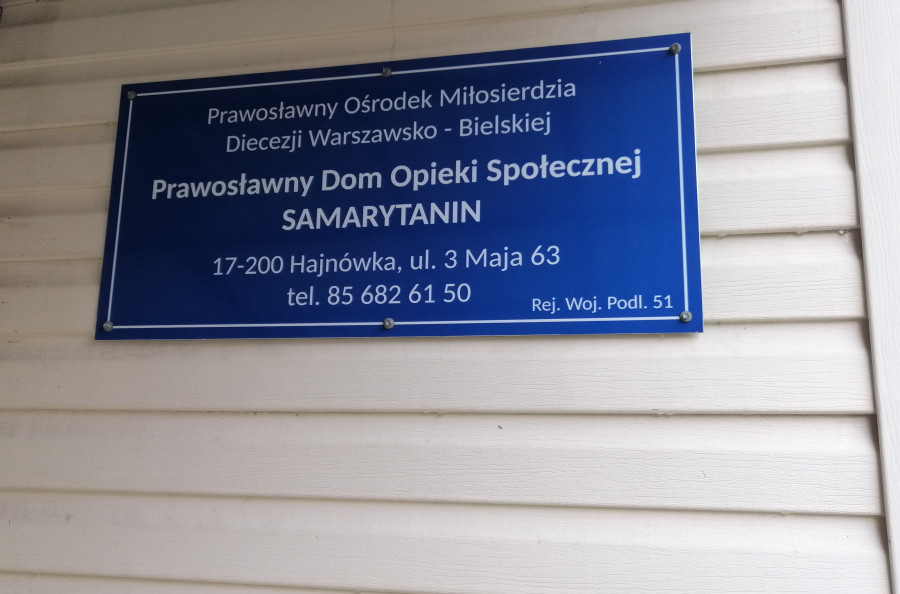 Prawosławny Ośrodek Miłosierdzia
Diecezji Warszawsko - Bielskiej
Prawosławny Dom Opieki Społecznej
SAMARYTANIN
17-200 Hajnówka, ul. 3 Maja 63
tel. 85 682 61 50
Rej. Woj. Podl. 51